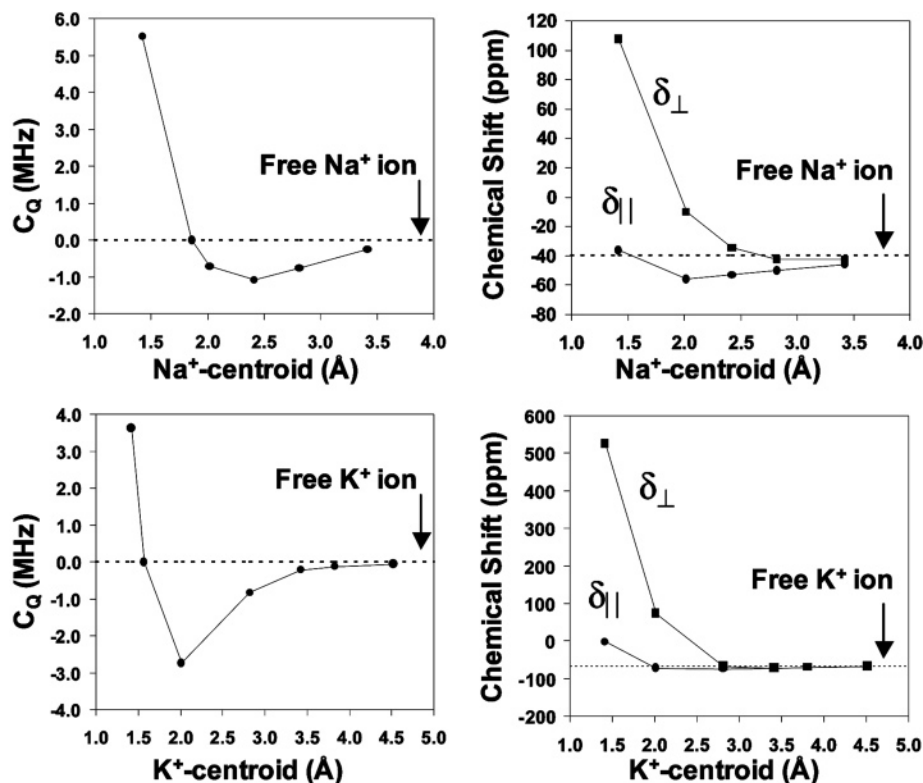 6.0
5.0
4.0
3.0
2.0
1.0
0.0
-1.0
-2.0
C_Q (MHz)
Free Na⁺ ion
1.0 1.5 2.0 2.5 3.0 3.5 4.0
Na⁺-centroid (Å)
120
100
80
60
40
20
0
-20
-40
-60
-80
Chemical Shift (ppm)
δ⊥
δ||
Free Na⁺ ion
1.0 1.5 2.0 2.5 3.0 3.5 4.0
Na⁺-centroid (Å)
4.0
3.0
2.0
1.0
0.0
-1.0
-2.0
-3.0
-4.0
C_Q (MHz)
Free K⁺ ion
1.0 1.5 2.0 2.5 3.0 3.5 4.0 4.5 5.0
K⁺-centroid (Å)
600
500
400
300
200
100
0
-100
-200
Chemical Shift (ppm)
δ⊥
δ||
Free K⁺ ion
1.0 1.5 2.0 2.5 3.0 3.5 4.0 4.5 5.0
K⁺-centroid (Å)